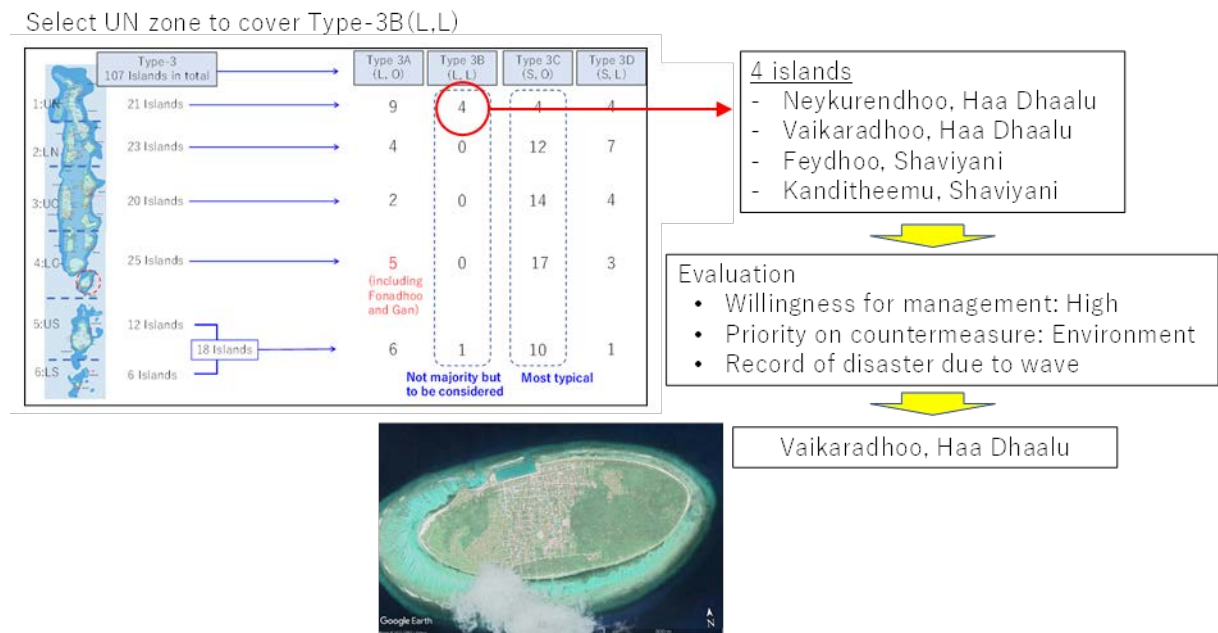 Select UN zone to cover Type-3B(L,L)
Type-3
107 Islands in total
Type 3A
(L, O)
Type 3B
(L, L)
Type 3C
(S, O)
Type 3D
(S, L)
1:UN
21 Islands
9
4
4
4
2:LN
23 Islands
4
0
12
7
3:UC
20 Islands
2
0
14
4
4:LC
25 Islands
5
0
17
3
(including
Fonadhoo
and Gan)
5:US
12 Islands
18 Islands
6
1
10
1
6:LS
6 Islands
Not majority but
to be considered
Most typical
4 islands
- Neykurendhoo, Haa Dhaalu
- Vaikaradhoo, Haa Dhaalu
- Feydhoo, Shaviyani
- Kanditheemu, Shaviyani
Evaluation
• Willingness for management: High
• Priority on countermeasure: Environment
• Record of disaster due to wave
Vaikaradhoo, Haa Dhaalu
Google Earth
N